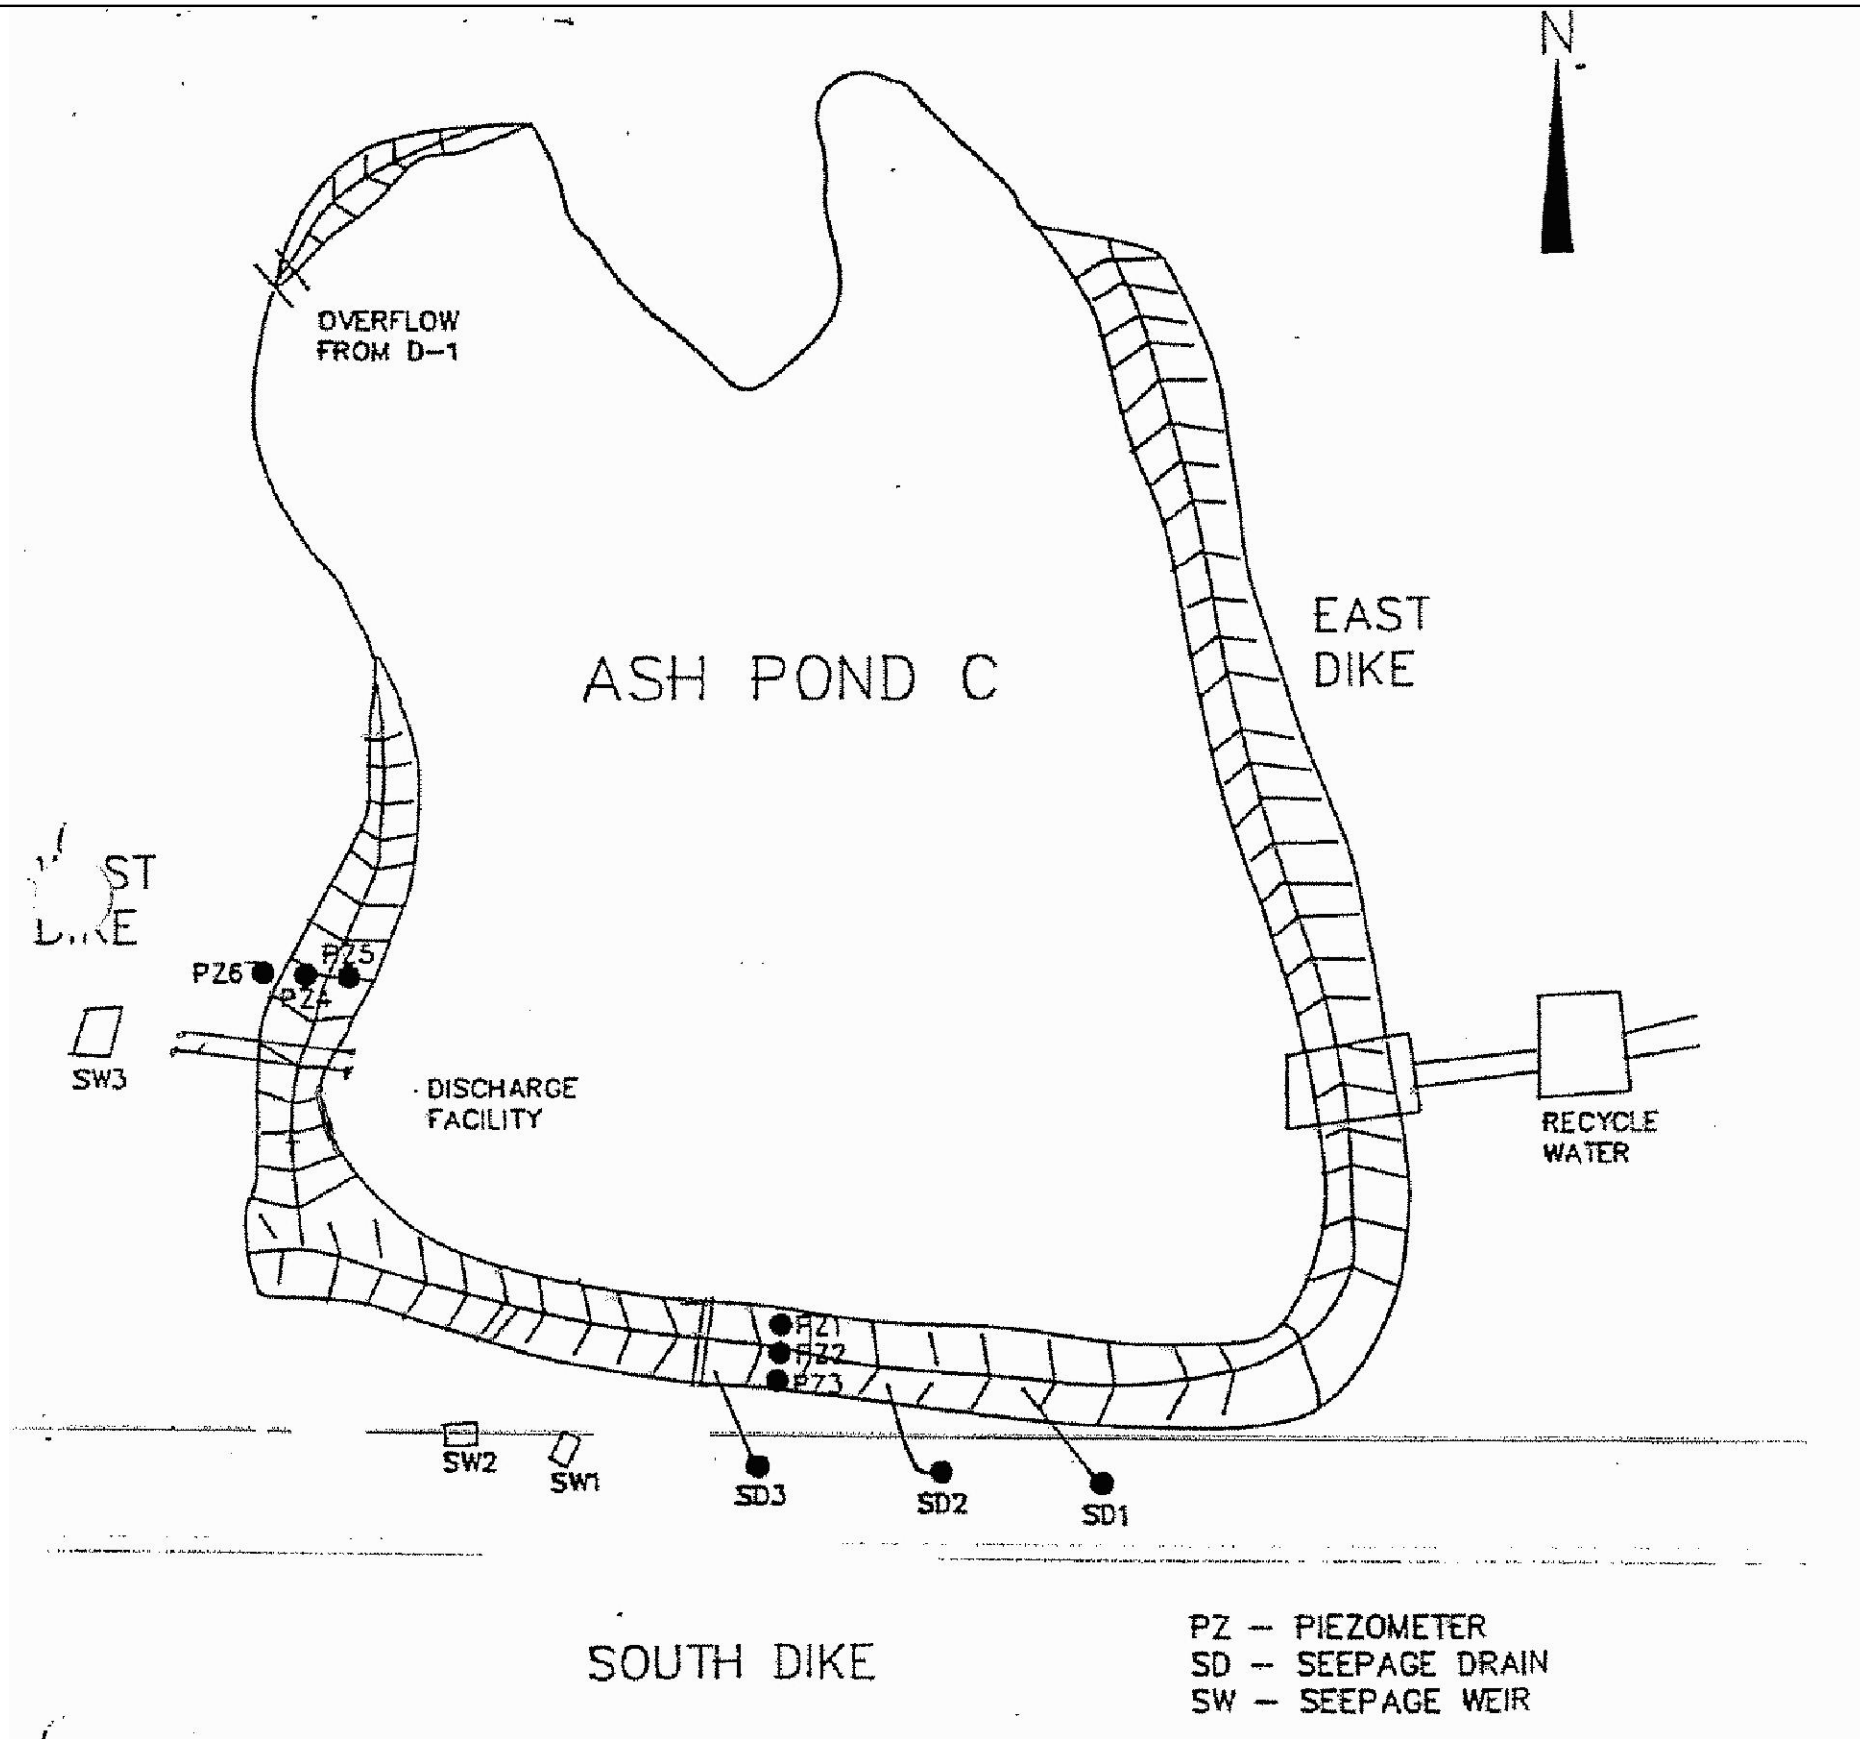 N
OVERFLOW
FROM D-1
EAST
DIKE
ASH POND C
PZ5
PZ6
PZ4
SW3
DISCHARGE
FACILITY
RECYCLE
WATER
PZ1
PZ2
PZ3
SW2
SW1
SD3
SD2
SD1
SOUTH DIKE
PZ - PIEZOMETER
SD - SEEPAGE DRAIN
SW - SEEPAGE WEIR